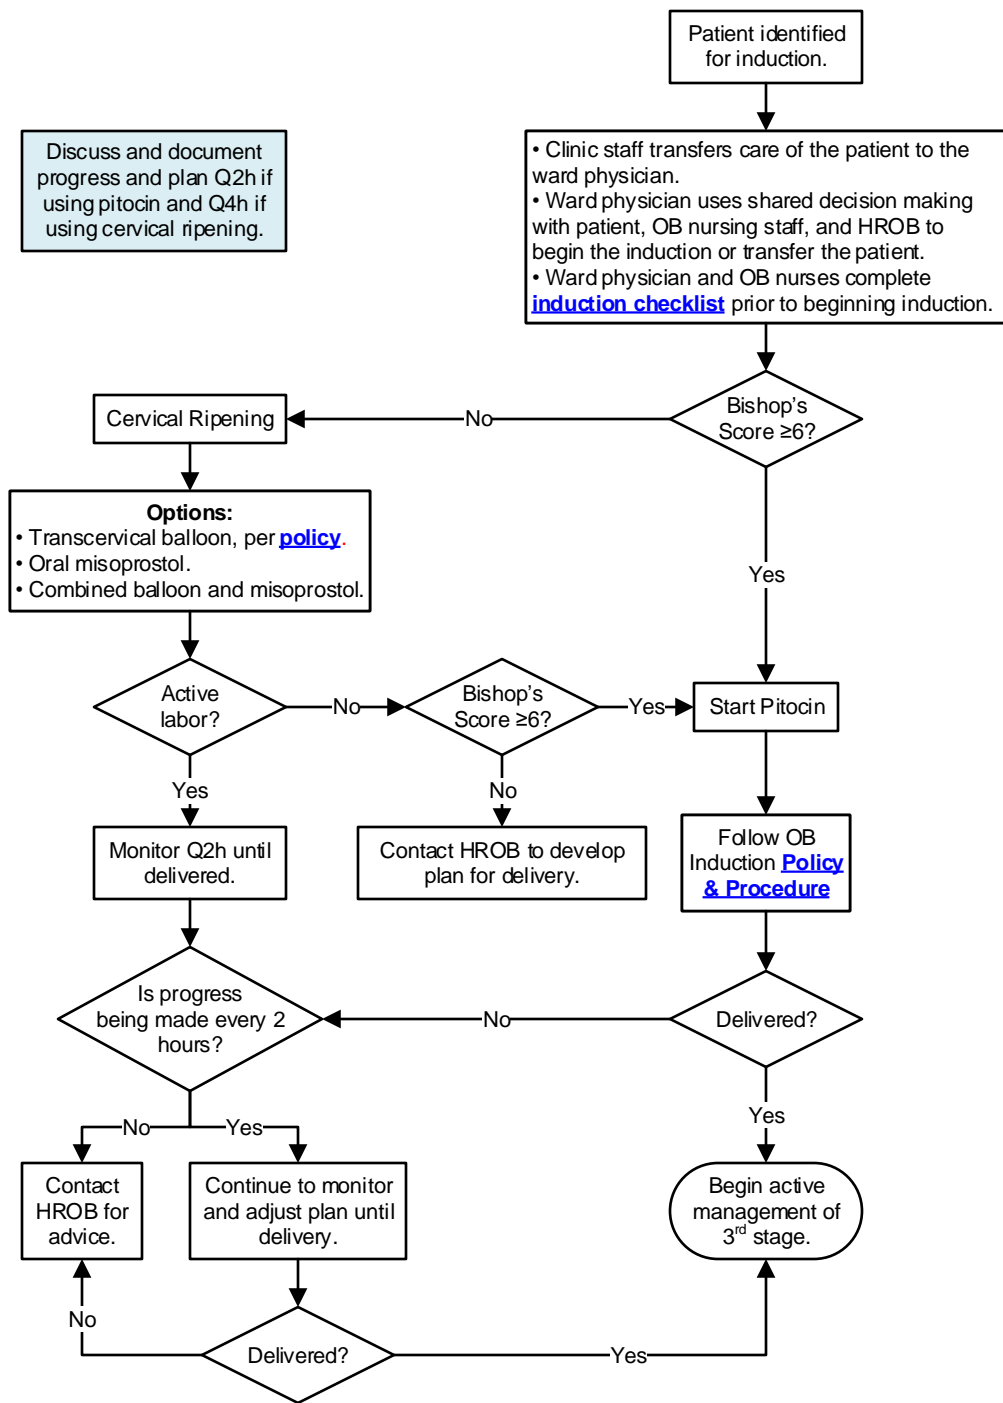 Patient identified
for induction.
Discuss and document
progress and plan Q2h if
using pitocin and Q4h if
using cervical ripening.
• Clinic staff transfers care of the patient to the
ward physician.
• Ward physician uses shared decision making
with patient, OB nursing staff, and HROB to
begin the induction or transfer the patient.
• Ward physician and OB nurses complete
induction checklist prior to beginning induction.
Cervical Ripening
No
Bishop's
Score ≥6?
Options:
• Transcervical balloon, per policy.
• Oral misoprostol.
• Combined balloon and misoprostol.
Yes
Active
labor?
No
Bishop's
Score ≥6?
Yes
Start Pitocin
Yes
No
Monitor Q2h until
delivered.
Contact HROB to develop
plan for delivery.
Follow OB
Induction Policy
& Procedure
Is progress
being made every 2
hours?
No
Delivered?
No
Yes
Yes
Contact
HROB for
advice.
Continue to monitor
and adjust plan until
delivery.
Begin active
management of
3rd stage.
No
Delivered?
Yes